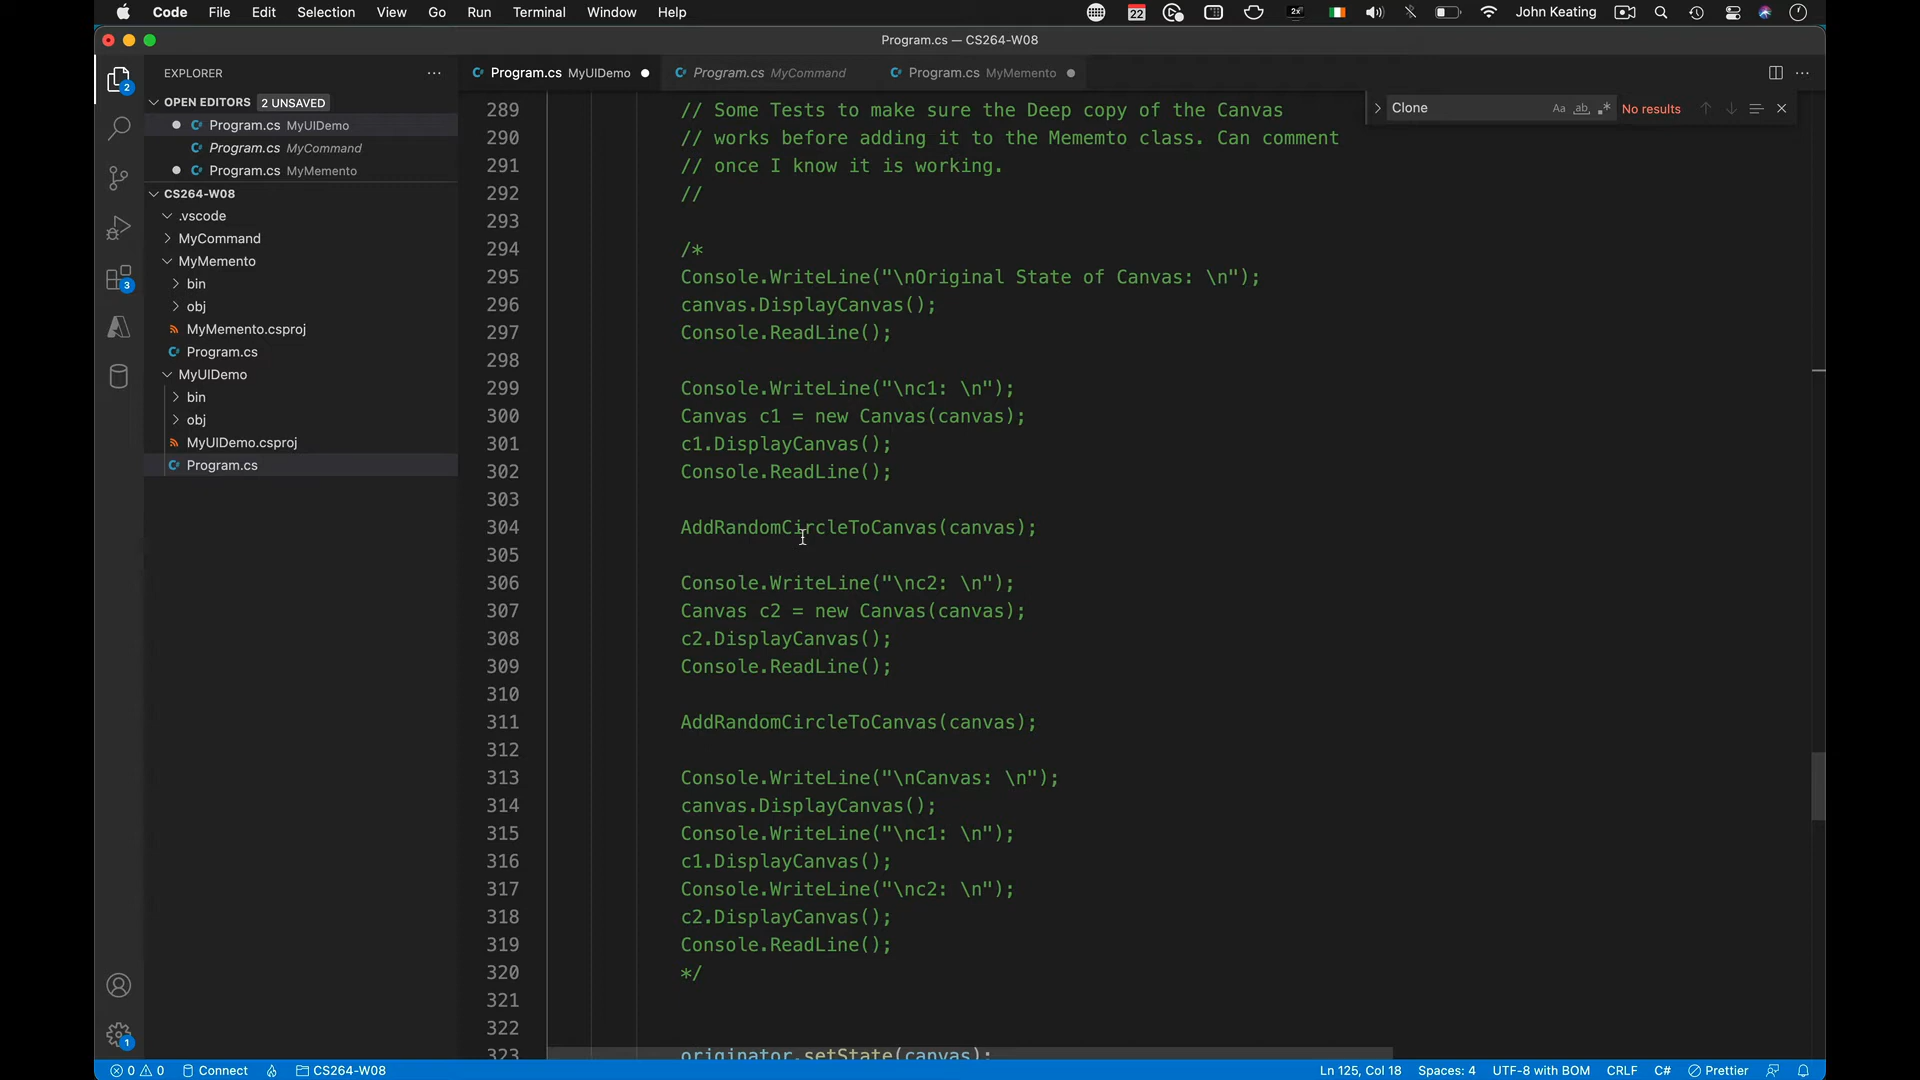 Code File Edit Selection View Go Run Terminal Window Help
22 2x John Keating
Program.cs — CS264-W08
EXPLORER
Program.cs MyUIDemo
Program.cs MyCommand
Program.cs MyMemento
OPEN EDITORS 2 UNSAVED
Program.cs MyUIDemo
Program.cs MyCommand
Program.cs MyMemento
CS264-W08
.vscode
MyCommand
MyMemento
bin
obj
MyMemento.csproj
Program.cs
MyUIDemo
bin
obj
MyUIDemo.csproj
Program.cs
2
3
1
Clone Aa ab .* No results
289 // Some Tests to make sure the Deep copy of the Canvas
290 // works before adding it to the Mememto class. Can comment
291 // once I know it is working.
292 //
293
294 /*
295 Console.WriteLine("\nOriginal State of Canvas: \n");
296 canvas.DisplayCanvas();
297 Console.ReadLine();
298
299 Console.WriteLine("\nc1: \n");
300 Canvas c1 = new Canvas(canvas);
301 c1.DisplayCanvas();
302 Console.ReadLine();
303
304 AddRandomCircleToCanvas(canvas);
305
306 Console.WriteLine("\nc2: \n");
307 Canvas c2 = new Canvas(canvas);
308 c2.DisplayCanvas();
309 Console.ReadLine();
310
311 AddRandomCircleToCanvas(canvas);
312
313 Console.WriteLine("\nCanvas: \n");
314 canvas.DisplayCanvas();
315 Console.WriteLine("\nc1: \n");
316 c1.DisplayCanvas();
317 Console.WriteLine("\nc2: \n");
318 c2.DisplayCanvas();
319 Console.ReadLine();
320 */
321
322
323 originator.setState(canvas);
0 0 Connect CS264-W08 Ln 125, Col 18 Spaces: 4 UTF-8 with BOM CRLF C# Prettier